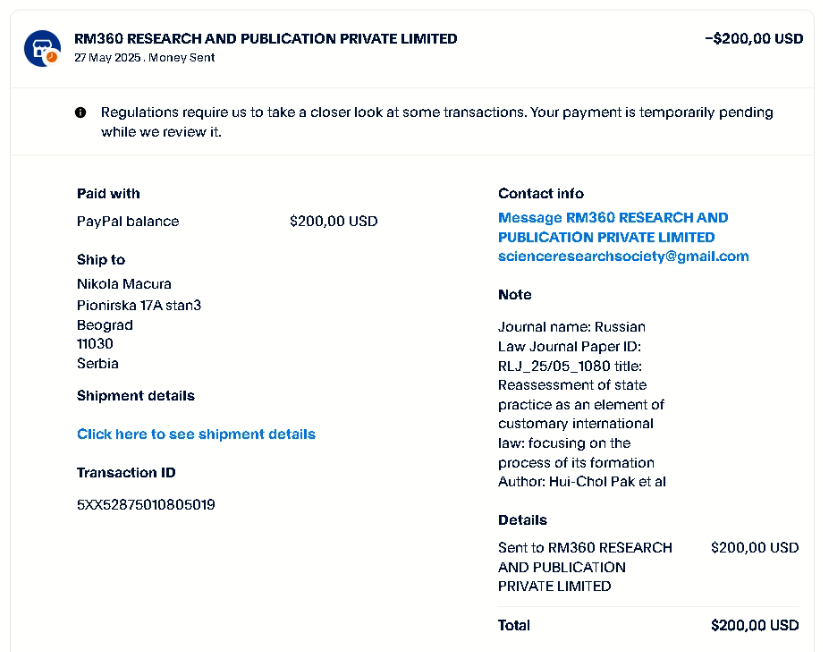 RM360 RESEARCH AND PUBLICATION PRIVATE LIMITED
−$200,00 USD
27 May 2025 . Money Sent
Regulations require us to take a closer look at some transactions. Your payment is temporarily pending
while we review it.
Paid with
PayPal balance $200,00 USD
Ship to
Nikola Macura
Pionirska 17A stan3
Beograd
11030
Serbia
Shipment details
Click here to see shipment details
Transaction ID
5XX52875010805019
Contact info
Message RM360 RESEARCH AND
PUBLICATION PRIVATE LIMITED
scienceresearchsociety@gmail.com
Note
Journal name: Russian
Law Journal Paper ID:
RLJ_25/05_1080 title:
Reassessment of state
practice as an element of
customary international
law: focusing on the
process of its formation
Author: Hui-Chol Pak et al
Details
Sent to RM360 RESEARCH $200,00 USD
AND PUBLICATION
PRIVATE LIMITED
Total $200,00 USD